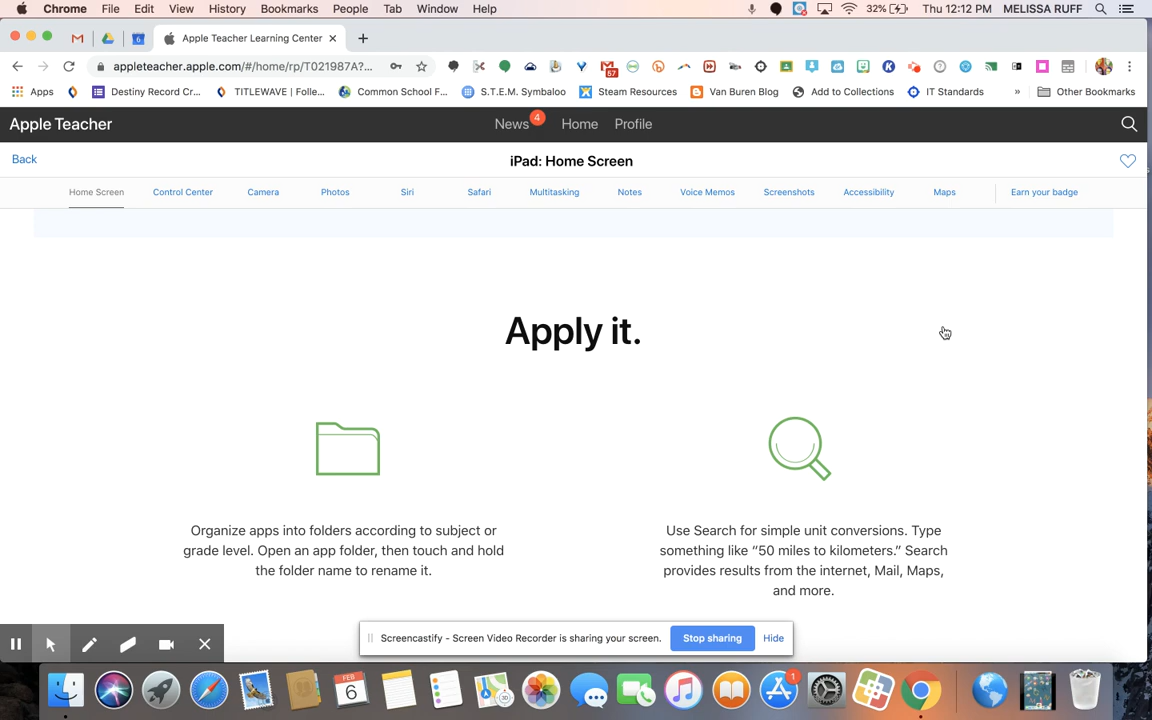 Chrome File Edit View History Bookmarks People Tab Window Help 32% Thu 12:12 PM MELISSA RUFF
6 Apple Teacher Learning Center
appleteacher.apple.com/#/home/rp/T021987A?... 57
Apps Destiny Record Cr... TITLEWAVE | Folle... Common School F... S.T.E.M. Symbaloo Steam Resources Van Buren Blog Add to Collections IT Standards » Other Bookmarks
Apple Teacher News 4 Home Profile
Back iPad: Home Screen
Home Screen Control Center Camera Photos Siri Safari Multitasking Notes Voice Memos Screenshots Accessibility Maps Earn your badge
Apply it.
Organize apps into folders according to subject or
grade level. Open an app folder, then touch and hold
the folder name to rename it.
Use Search for simple unit conversions. Type
something like “50 miles to kilometers.” Search
provides results from the internet, Mail, Maps,
and more.
Screencastify - Screen Video Recorder is sharing your screen. Stop sharing Hide
FEB
6
1